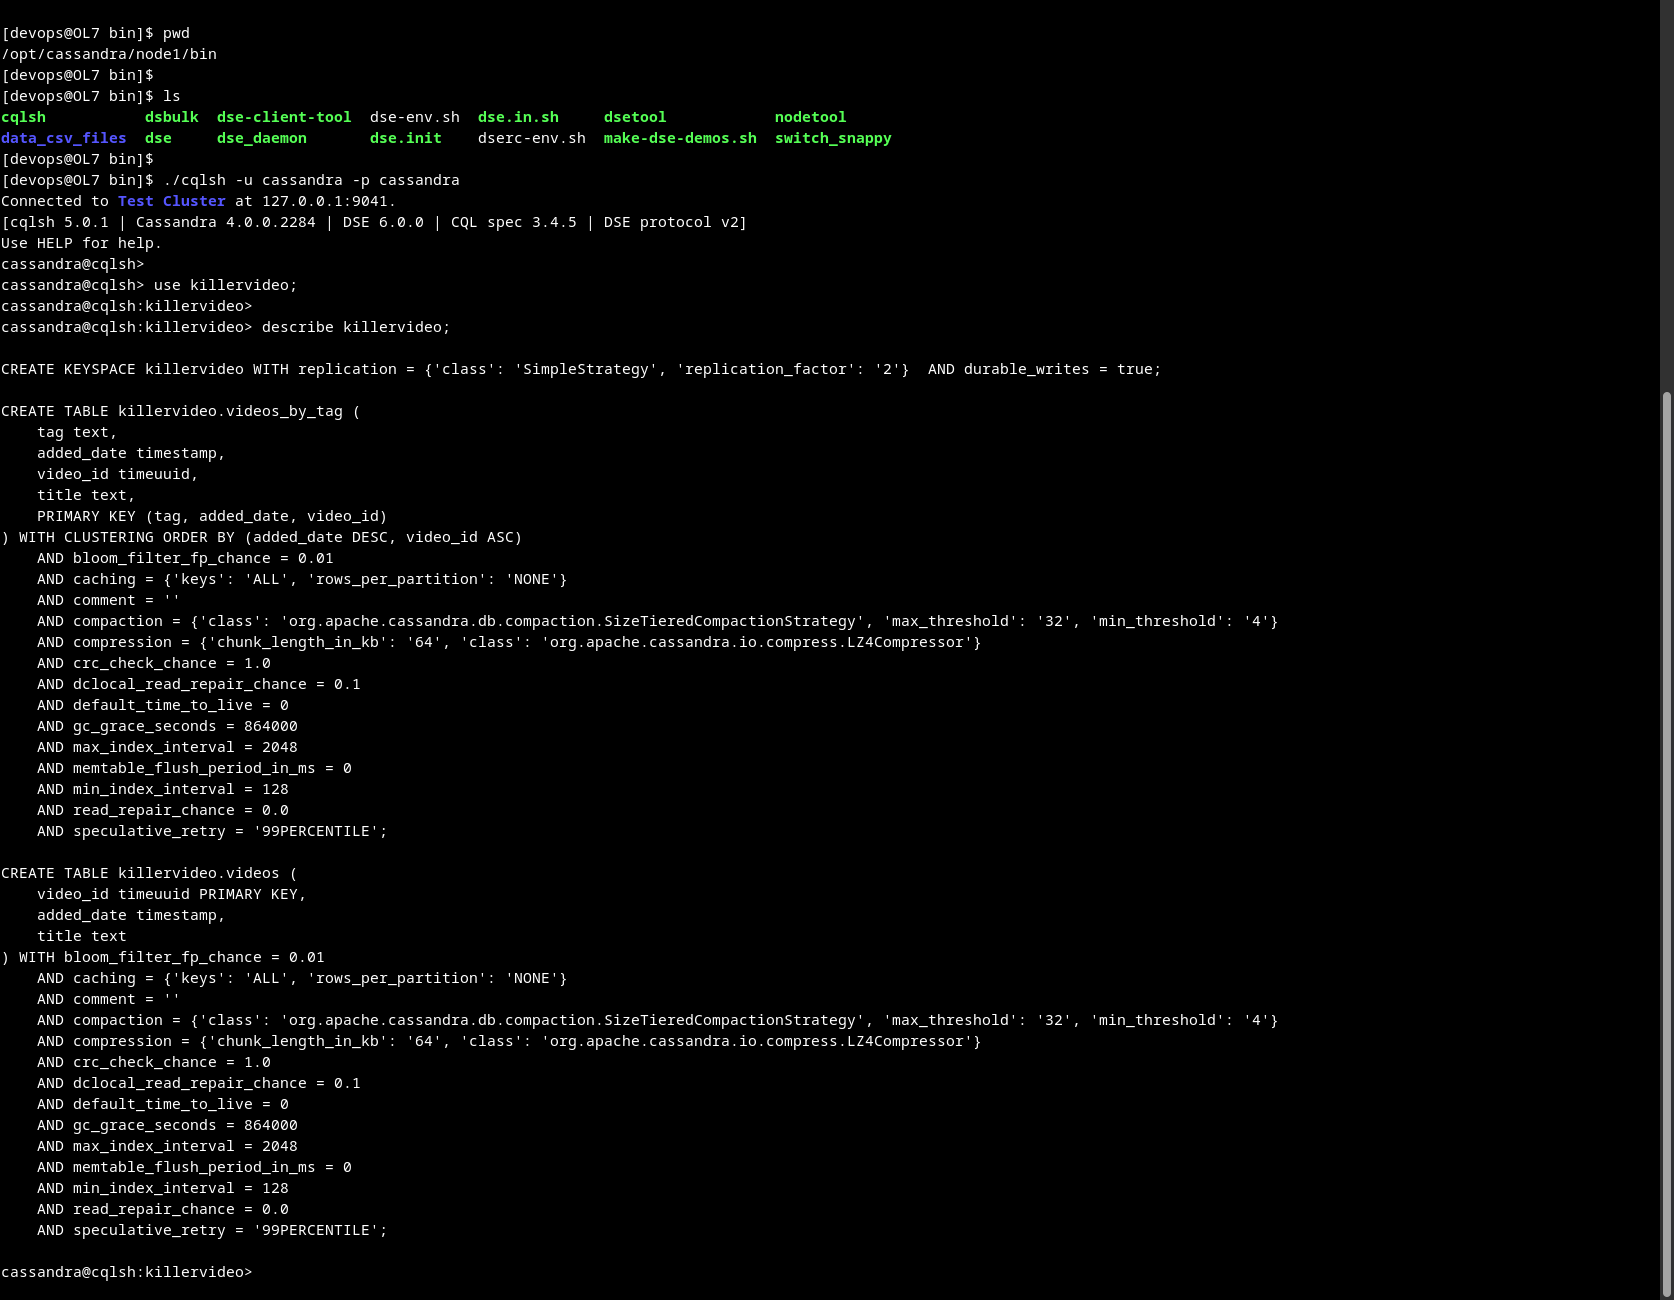 [devops@OL7 bin]$ pwd
/opt/cassandra/node1/bin
[devops@OL7 bin]$
[devops@OL7 bin]$ ls
cqlsh           dsbulk  dse-client-tool  dse-env.sh  dse.in.sh     dsetool            nodetool
data_csv_files  dse     dse_daemon       dse.init    dserc-env.sh  make-dse-demos.sh  switch_snappy
[devops@OL7 bin]$
[devops@OL7 bin]$ ./cqlsh -u cassandra -p cassandra
Connected to Test Cluster at 127.0.0.1:9041.
[cqlsh 5.0.1 | Cassandra 4.0.0.2284 | DSE 6.0.0 | CQL spec 3.4.5 | DSE protocol v2]
Use HELP for help.
cassandra@cqlsh>
cassandra@cqlsh> use killervideo;
cassandra@cqlsh:killervideo>
cassandra@cqlsh:killervideo> describe killervideo;

CREATE KEYSPACE killervideo WITH replication = {'class': 'SimpleStrategy', 'replication_factor': '2'}  AND durable_writes = true;

CREATE TABLE killervideo.videos_by_tag (
    tag text,
    added_date timestamp,
    video_id timeuuid,
    title text,
    PRIMARY KEY (tag, added_date, video_id)
) WITH CLUSTERING ORDER BY (added_date DESC, video_id ASC)
    AND bloom_filter_fp_chance = 0.01
    AND caching = {'keys': 'ALL', 'rows_per_partition': 'NONE'}
    AND comment = ''
    AND compaction = {'class': 'org.apache.cassandra.db.compaction.SizeTieredCompactionStrategy', 'max_threshold': '32', 'min_threshold': '4'}
    AND compression = {'chunk_length_in_kb': '64', 'class': 'org.apache.cassandra.io.compress.LZ4Compressor'}
    AND crc_check_chance = 1.0
    AND dclocal_read_repair_chance = 0.1
    AND default_time_to_live = 0
    AND gc_grace_seconds = 864000
    AND max_index_interval = 2048
    AND memtable_flush_period_in_ms = 0
    AND min_index_interval = 128
    AND read_repair_chance = 0.0
    AND speculative_retry = '99PERCENTILE';

CREATE TABLE killervideo.videos (
    video_id timeuuid PRIMARY KEY,
    added_date timestamp,
    title text
) WITH bloom_filter_fp_chance = 0.01
    AND caching = {'keys': 'ALL', 'rows_per_partition': 'NONE'}
    AND comment = ''
    AND compaction = {'class': 'org.apache.cassandra.db.compaction.SizeTieredCompactionStrategy', 'max_threshold': '32', 'min_threshold': '4'}
    AND compression = {'chunk_length_in_kb': '64', 'class': 'org.apache.cassandra.io.compress.LZ4Compressor'}
    AND crc_check_chance = 1.0
    AND dclocal_read_repair_chance = 0.1
    AND default_time_to_live = 0
    AND gc_grace_seconds = 864000
    AND max_index_interval = 2048
    AND memtable_flush_period_in_ms = 0
    AND min_index_interval = 128
    AND read_repair_chance = 0.0
    AND speculative_retry = '99PERCENTILE';

cassandra@cqlsh:killervideo>